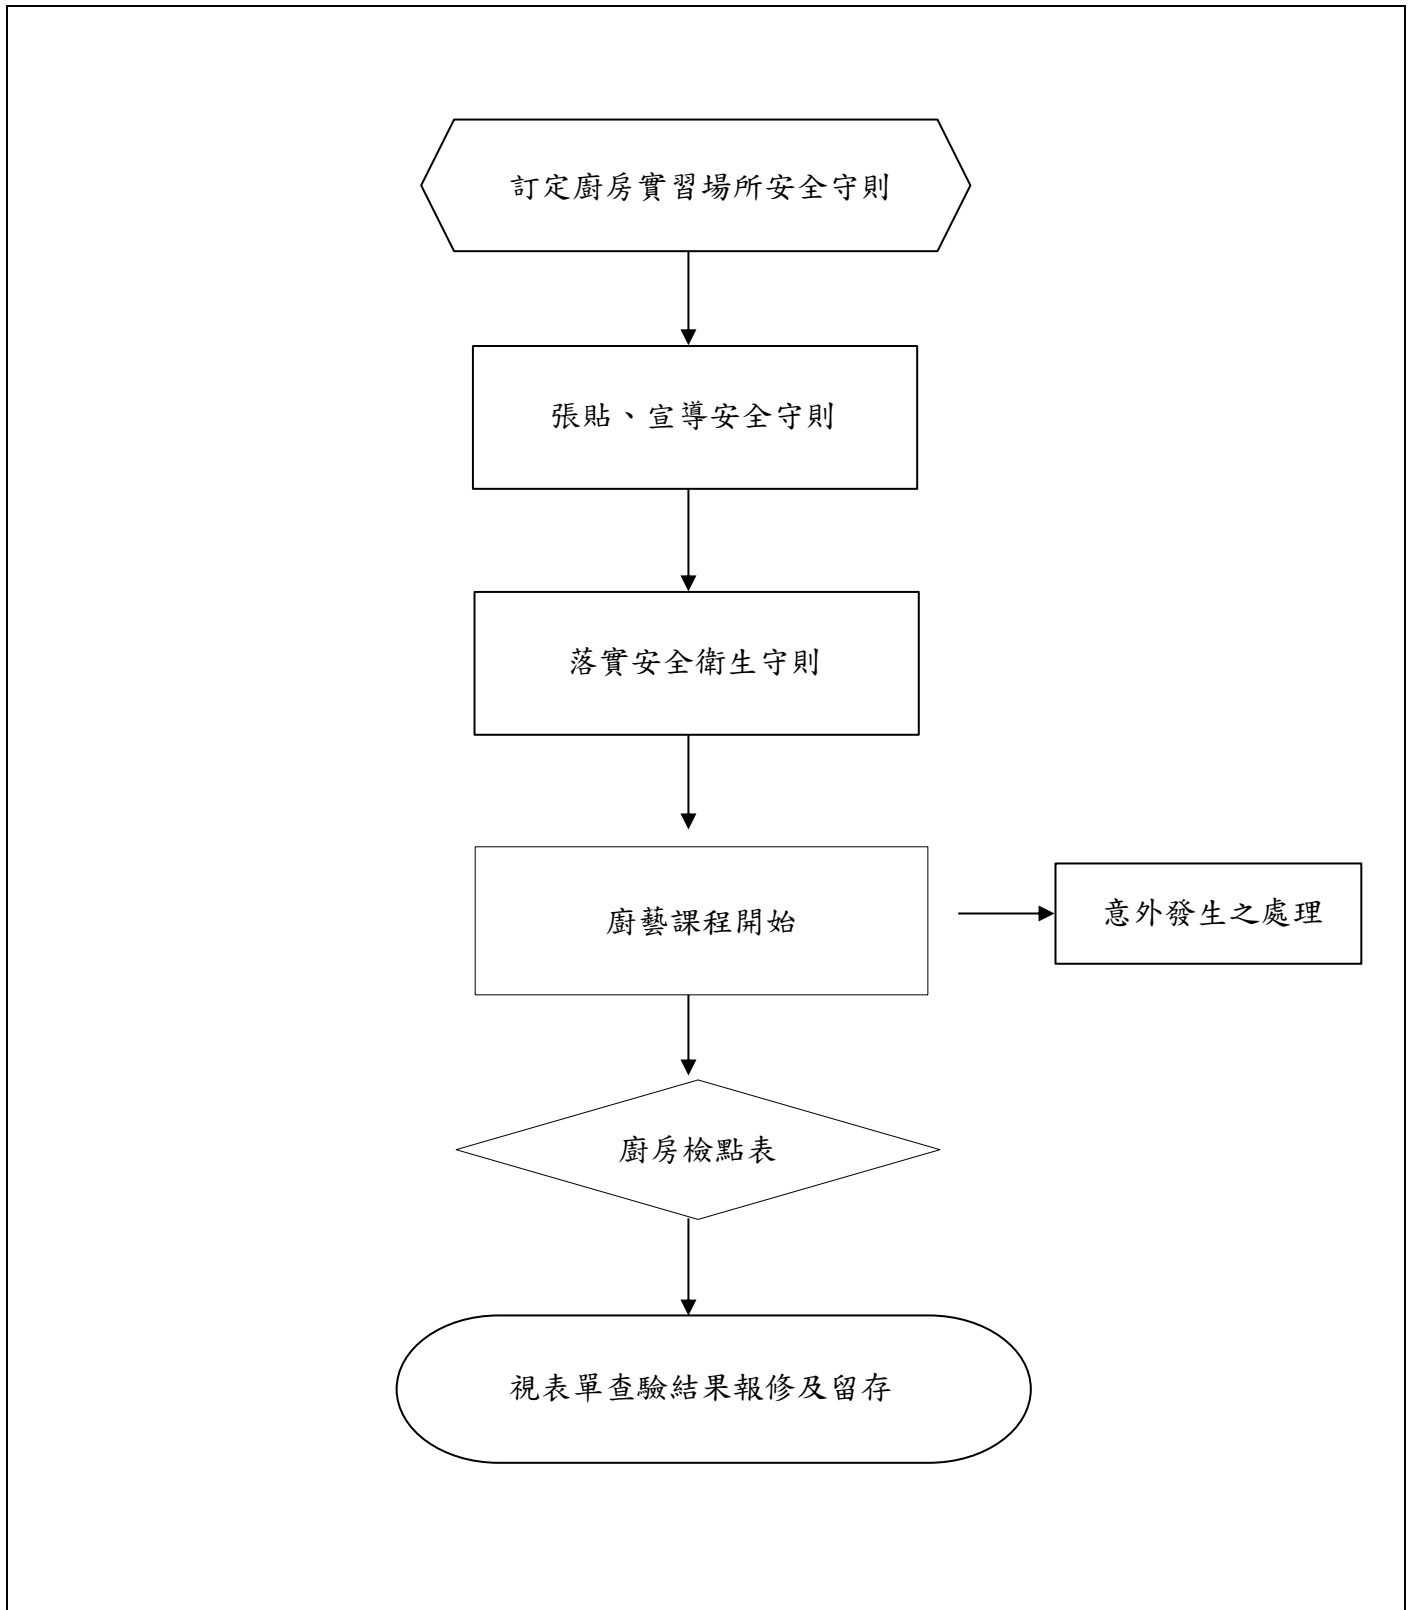 訂定廚房實習場所安全守則
張貼、宣導安全守則
落實安全衛生守則
廚藝課程開始
意外發生之處理
廚房檢點表
視表單查驗結果報修及留存